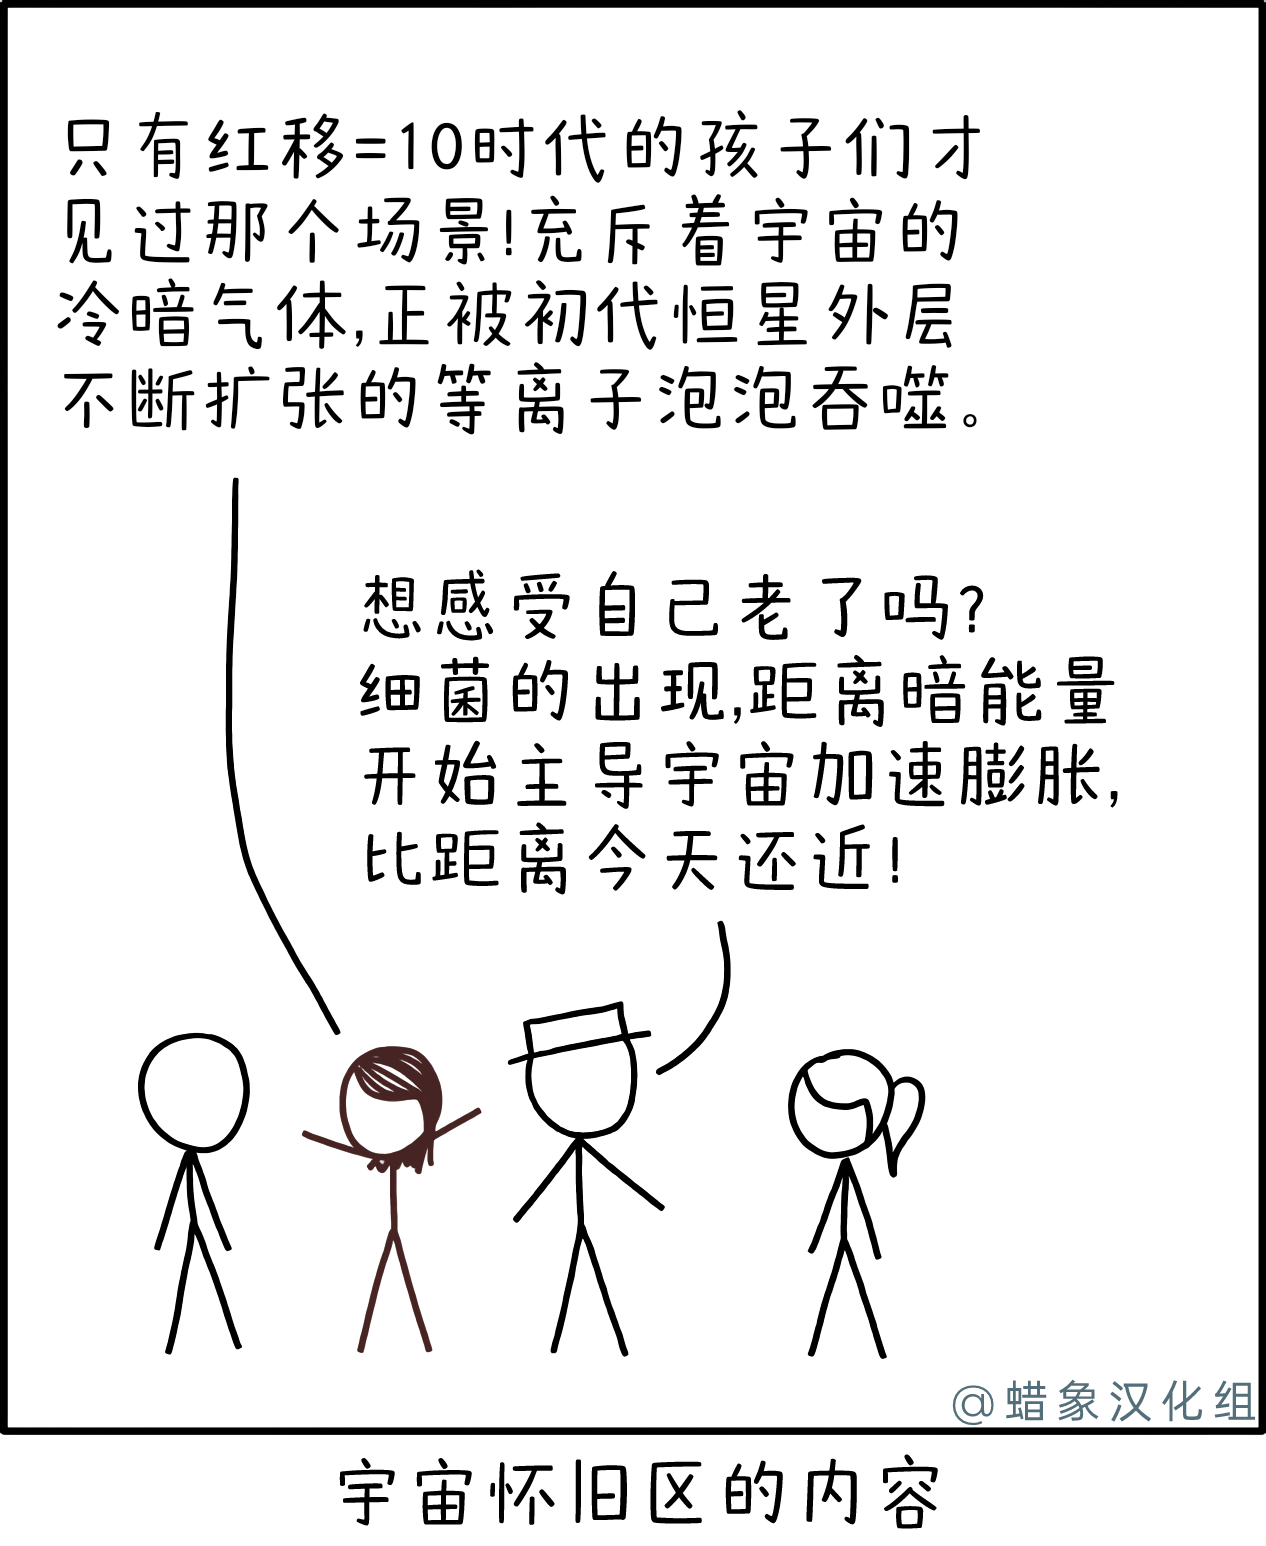 只有红移=10时代的孩子们才
见过那个场景!充斥着宇宙的
冷暗气体,正被初代恒星外层
不断扩张的等离子泡泡吞噬。
想感受自己老了吗?
细菌的出现,距离暗能量
开始主导宇宙加速膨胀,
比距离今天还近!
@蜡象汉化组
宇宙怀旧区的内容